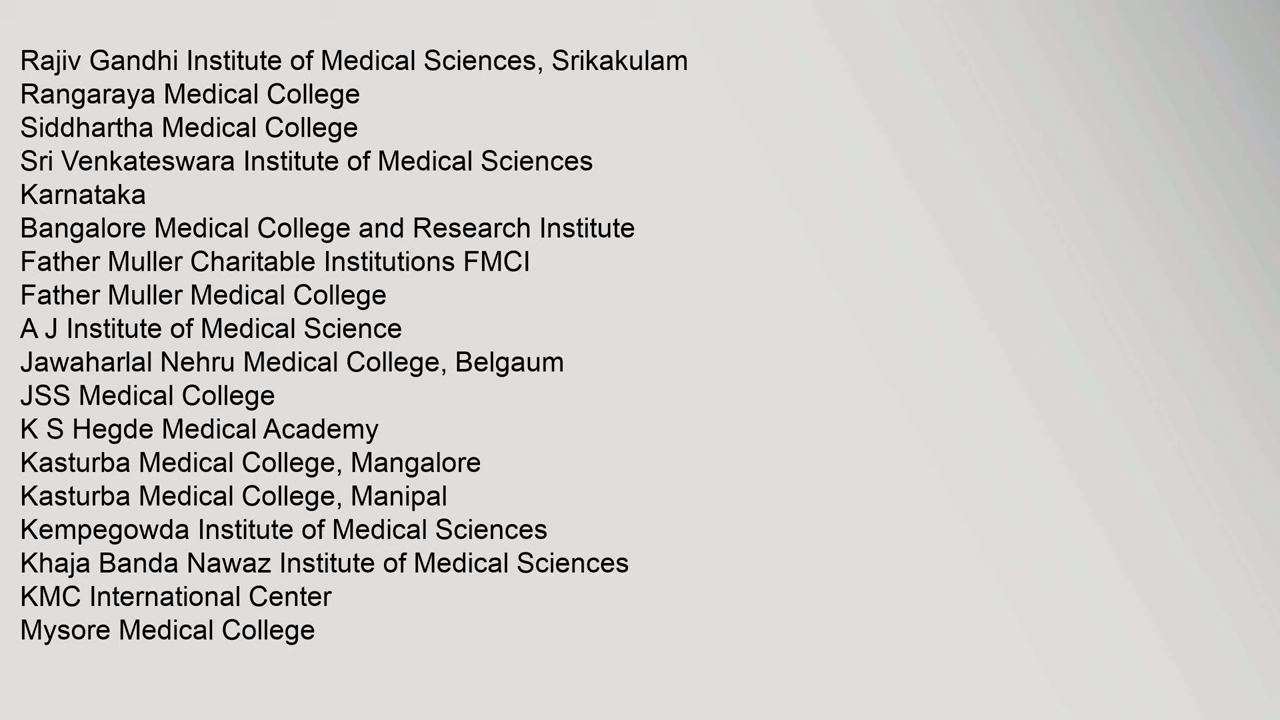 Rajiv Gandhi Institute of Medical Sciences, Srikakulam
Rangaraya Medical College
Siddhartha Medical College
Sri Venkateswara Institute of Medical Sciences
Karnataka
Bangalore Medical College and Research Institute
Father Muller Charitable Institutions FMCI
Father Muller Medical College
A J Institute of Medical Science
Jawaharlal Nehru Medical College, Belgaum
JSS Medical College
K S Hegde Medical Academy
Kasturba Medical College, Mangalore
Kasturba Medical College, Manipal
Kempegowda Institute of Medical Sciences
Khaja Banda Nawaz Institute of Medical Sciences
KMC International Center
Mysore Medical College